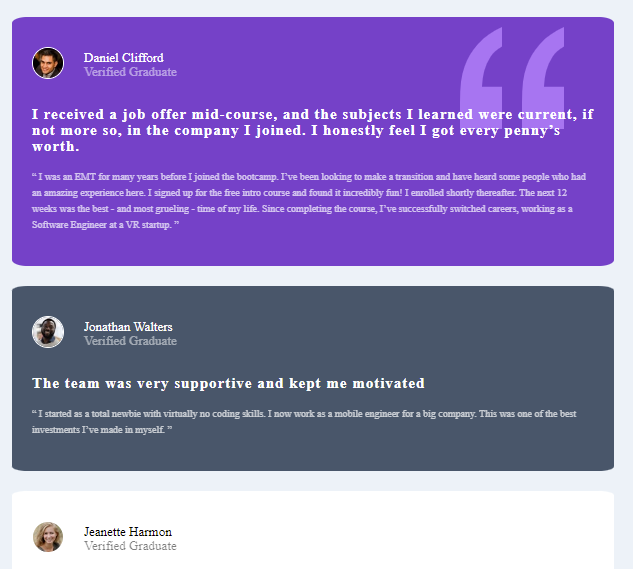 Daniel Clifford
Verified Graduate
I received a job offer mid-course, and the subjects I learned were current, if
not more so, in the company I joined. I honestly feel I got every penny’s
worth.
“ I was an EMT for many years before I joined the bootcamp. I’ve been looking to make a transition and have heard some people who had
an amazing experience here. I signed up for the free intro course and found it incredibly fun! I enrolled shortly thereafter. The next 12
weeks was the best - and most grueling - time of my life. Since completing the course, I’ve successfully switched careers, working as a
Software Engineer at a VR startup. ”
Jonathan Walters
Verified Graduate
The team was very supportive and kept me motivated
“ I started as a total newbie with virtually no coding skills. I now work as a mobile engineer for a big company. This was one of the best
investments I’ve made in myself. ”
Jeanette Harmon
Verified Graduate